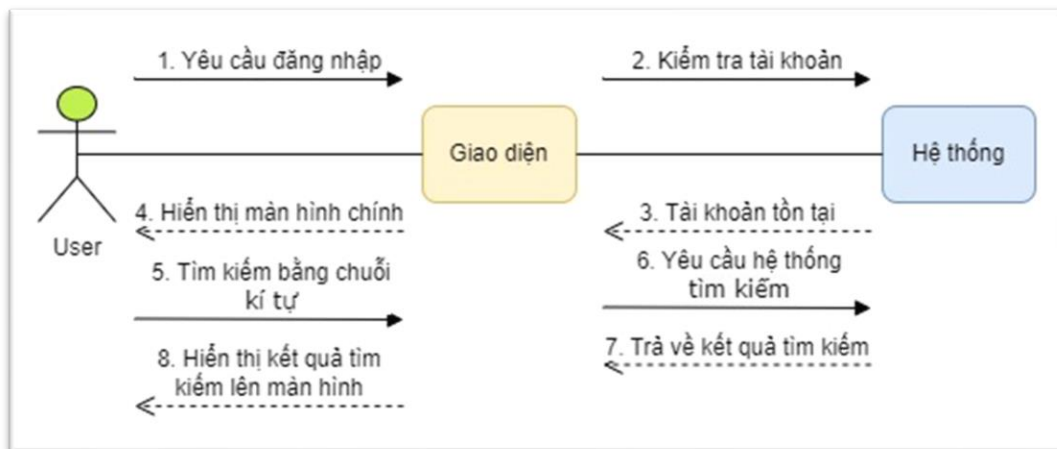 1. Yêu cầu đăng nhập
2. Kiểm tra tài khoản
Giao diện
Hệ thống
User
4. Hiển thị màn hình chính
3. Tài khoản tồn tại
5. Tìm kiếm bằng chuỗi
kí tự
6. Yêu cầu hệ thống
tìm kiếm
8. Hiển thị kết quả tìm
kiếm lên màn hình
7. Trả về kết quả tìm kiếm